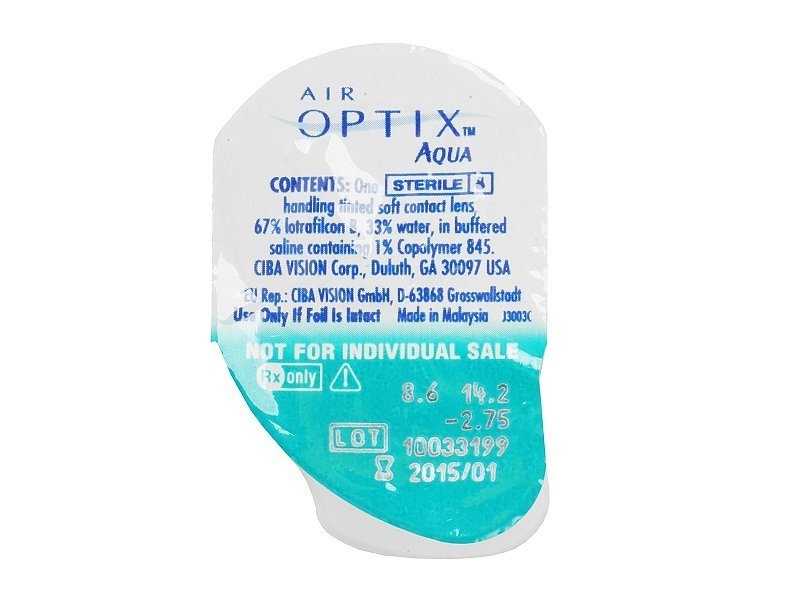 AIR
OPTIX™
AQUA
CONTENTS: One STERILE
handling tinted soft contact lens,
67% lotrafilcon B, 33% water, in buffered
saline containing 1% Copolymer 845.
CIBA VISION Corp., Duluth, GA 30097 USA
EU Rep.: CIBA VISION GmbH, D-63868 Grosswallstadt
Use Only If Foil Is Intact Made in Malaysia J3003C
NOT FOR INDIVIDUAL SALE
Rx only
8.6 14.2
-2.75
LOT 10033199
2015/01